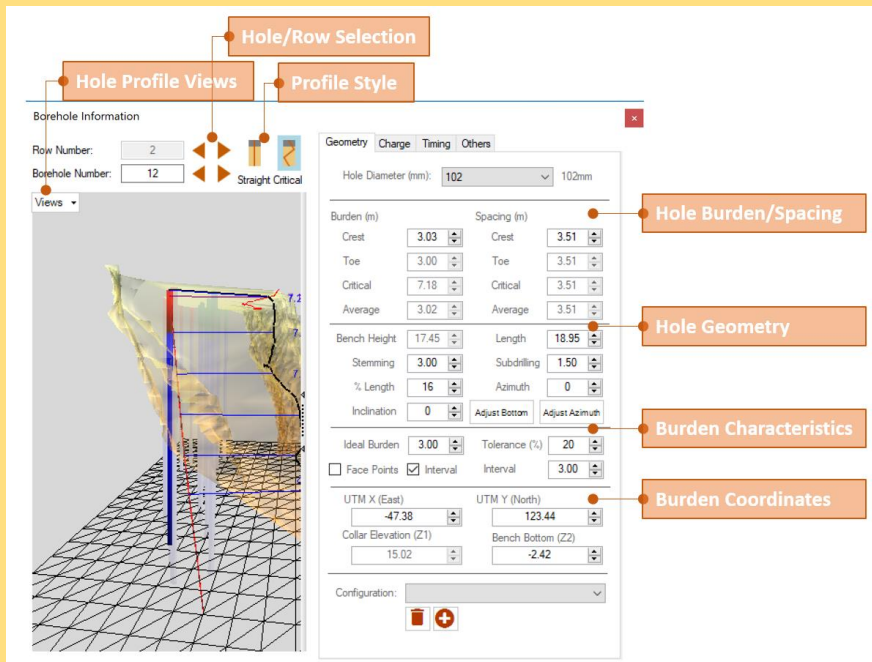 Hole/Row Selection
Hole Profile Views
Profile Style
Borehole Information
Row Number: 2
Borehole Number: 12
Straight Critical
Views
Geometry Charge Timing Others
Hole Diameter (mm): 102 102mm
Burden (m) Spacing (m)
Hole Burden/Spacing
Crest 3.03 Crest 3.51
Toe 3.00 Toe 3.51
Critical 7.18 Critical 3.51
Average 3.02 Average 3.51
Hole Geometry
Bench Height 17.45 Length 18.95
Stemming 3.00 Subdrilling 1.50
% Length 16 Azimuth 0
Inclination 0 Adjust Bottom Adjust Azimuth
Burden Characteristics
Ideal Burden 3.00 Tolerance (%) 20
Face Points Interval Interval 3.00
Burden Coordinates
UTM X (East) UTM Y (North)
-47.38 123.44
Collar Elevation (Z1) Bench Bottom (Z2)
15.02 -2.42
Configuration: